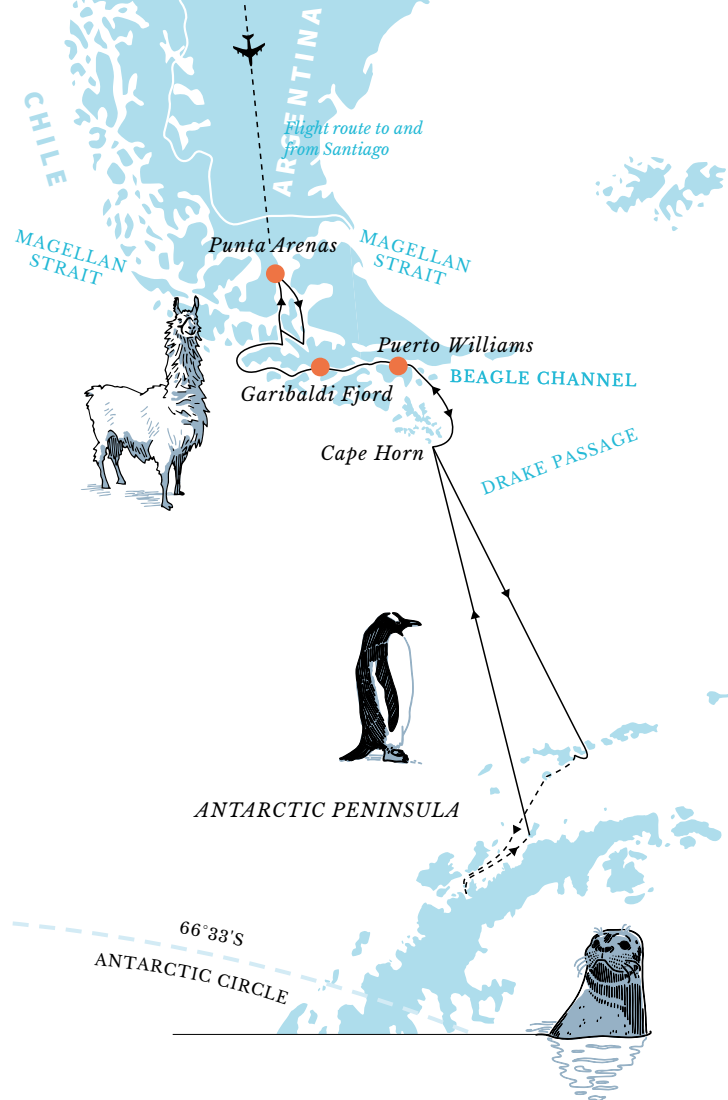 ARGENTINA
CHILE
Flight route to and
from Santiago
MAGELLAN
STRAIT
Punta Arenas
MAGELLAN
STRAIT
Puerto Williams
BEAGLE CHANNEL
Garibaldi Fjord
Cape Horn
DRAKE PASSAGE
ANTARCTIC PENINSULA
66°33'S
ANTARCTIC CIRCLE